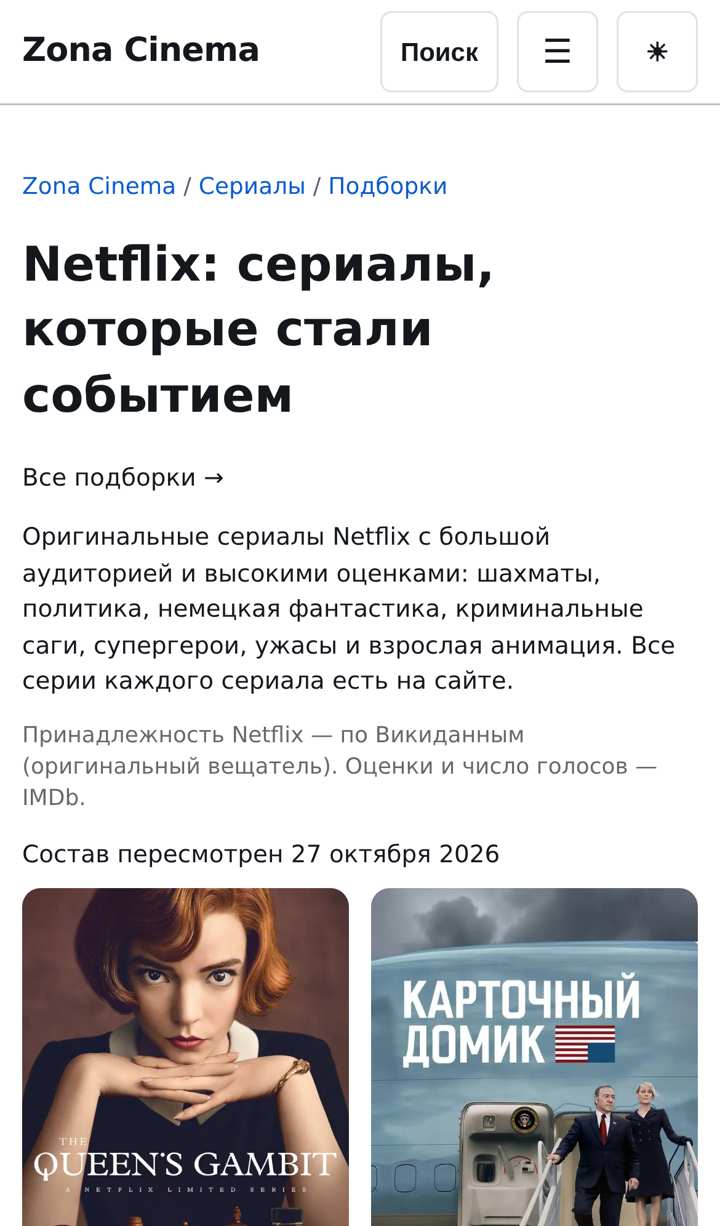 Zona Cinema
Поиск
Zona Cinema / Сериалы / Подборки
Netflix: сериалы,
которые стали
событием
Все подборки →
Оригинальные сериалы Netflix с большой
аудиторией и высокими оценками: шахматы,
политика, немецкая фантастика, криминальные
саги, супергерои, ужасы и взрослая анимация. Все
серии каждого сериала есть на сайте.
Принадлежность Netflix — по Викиданным
(оригинальный вещатель). Оценки и число голосов —
IMDb.
Состав пересмотрен 27 октября 2026
THE
QUEEN'S GAMBIT
A NETFLIX LIMITED SERIES
КАРТОЧНЫЙ
ДОМИК